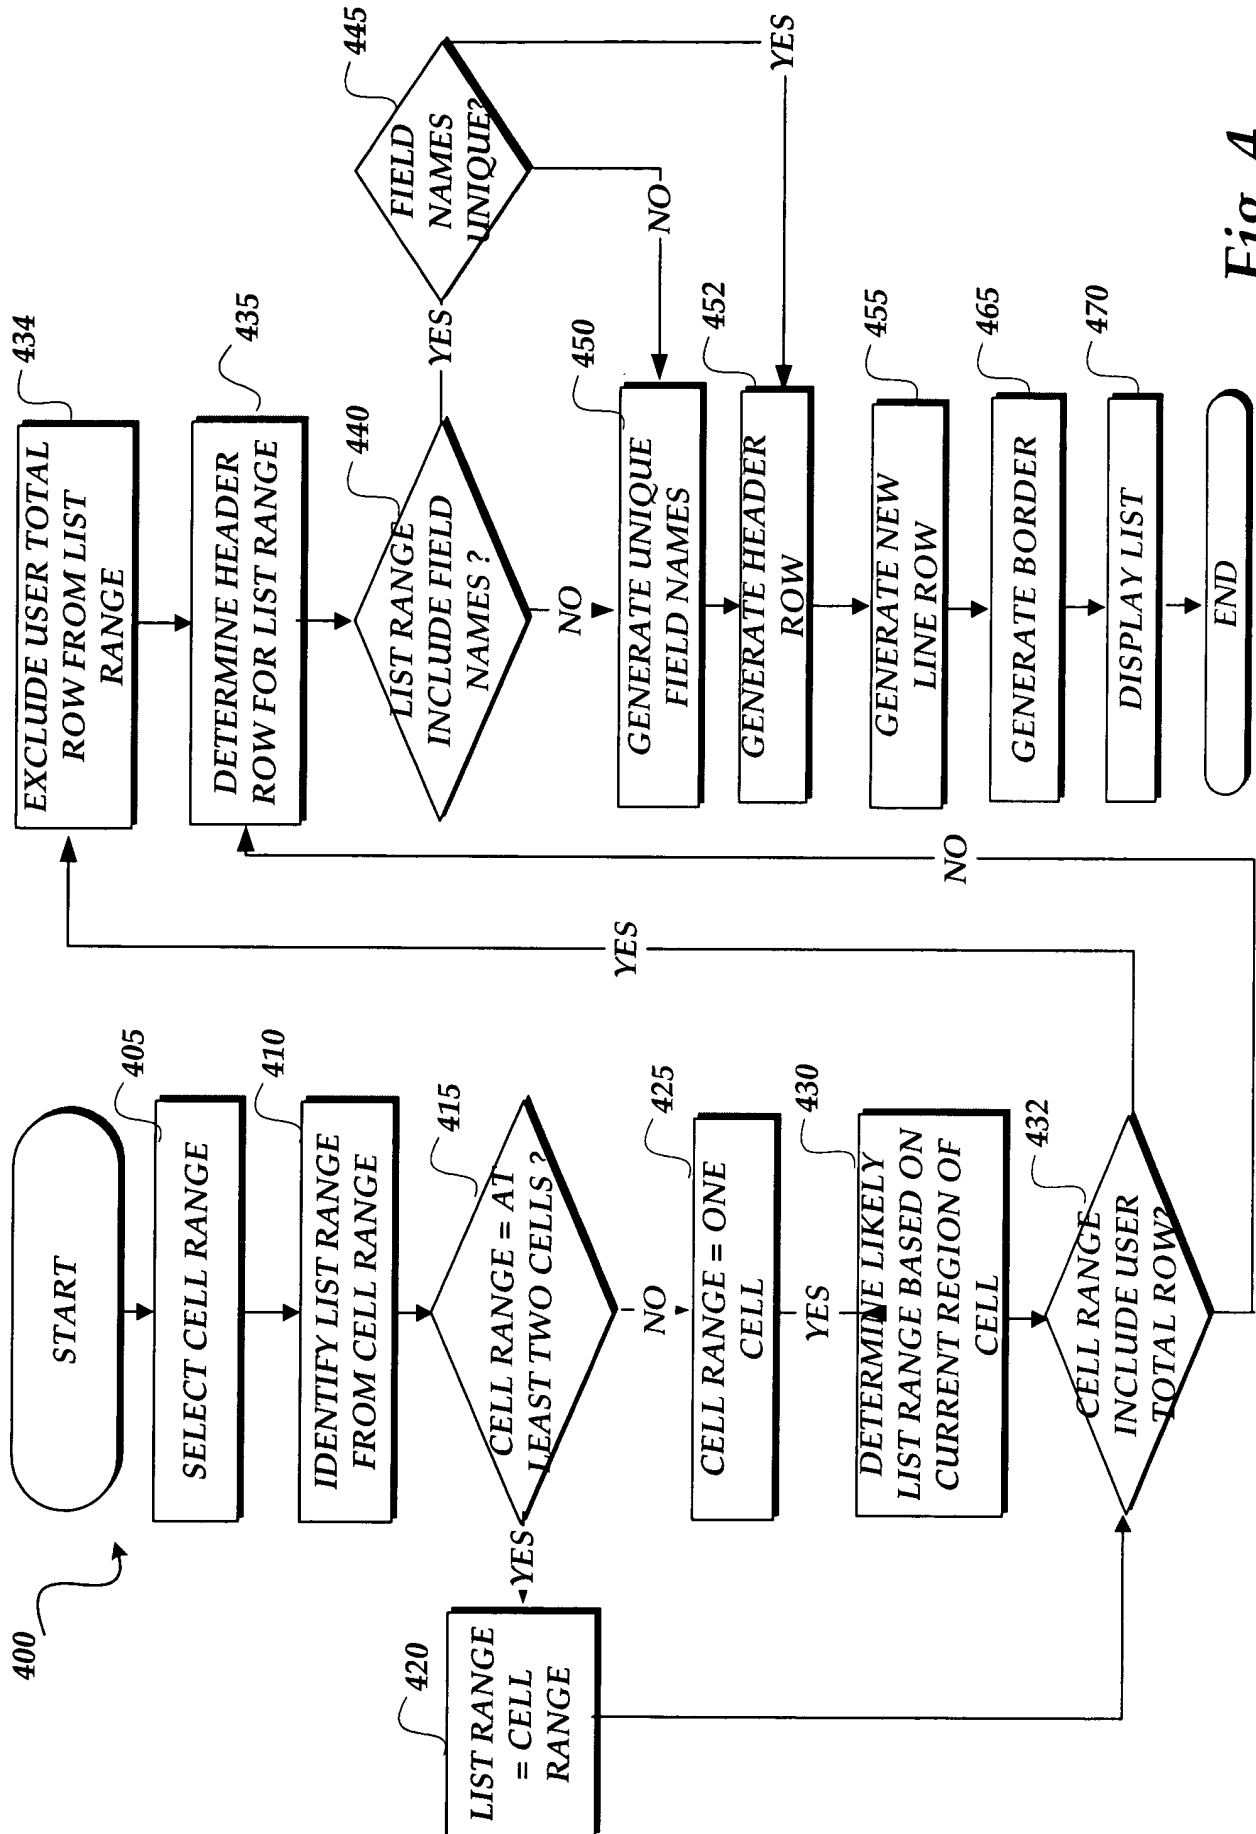 400
START
405
SELECT CELL RANGE
410
IDENTIFY LIST RANGE
FROM CELL RANGE
415
CELL RANGE = AT
LEAST TWO CELLS ?
YES
420
LIST RANGE
= CELL
RANGE
NO
425
CELL RANGE = ONE
CELL
YES
430
DETERMINE LIKELY
LIST RANGE BASED ON
CURRENT REGION OF
CELL
432
CELL RANGE
INCLUDE USER
TOTAL ROW?
YES
NO
434
EXCLUDE USER TOTAL
ROW FROM LIST
RANGE
435
DETERMINE HEADER
ROW FOR LIST RANGE
440
LIST RANGE
INCLUDE FIELD
NAMES ?
YES
445
FIELD
NAMES
UNIQUE?
NO
YES
NO
450
GENERATE UNIQUE
FIELD NAMES
452
GENERATE HEADER
ROW
455
GENERATE NEW
LINE ROW
465
GENERATE BORDER
470
DISPLAY LIST
END
Fig. 4